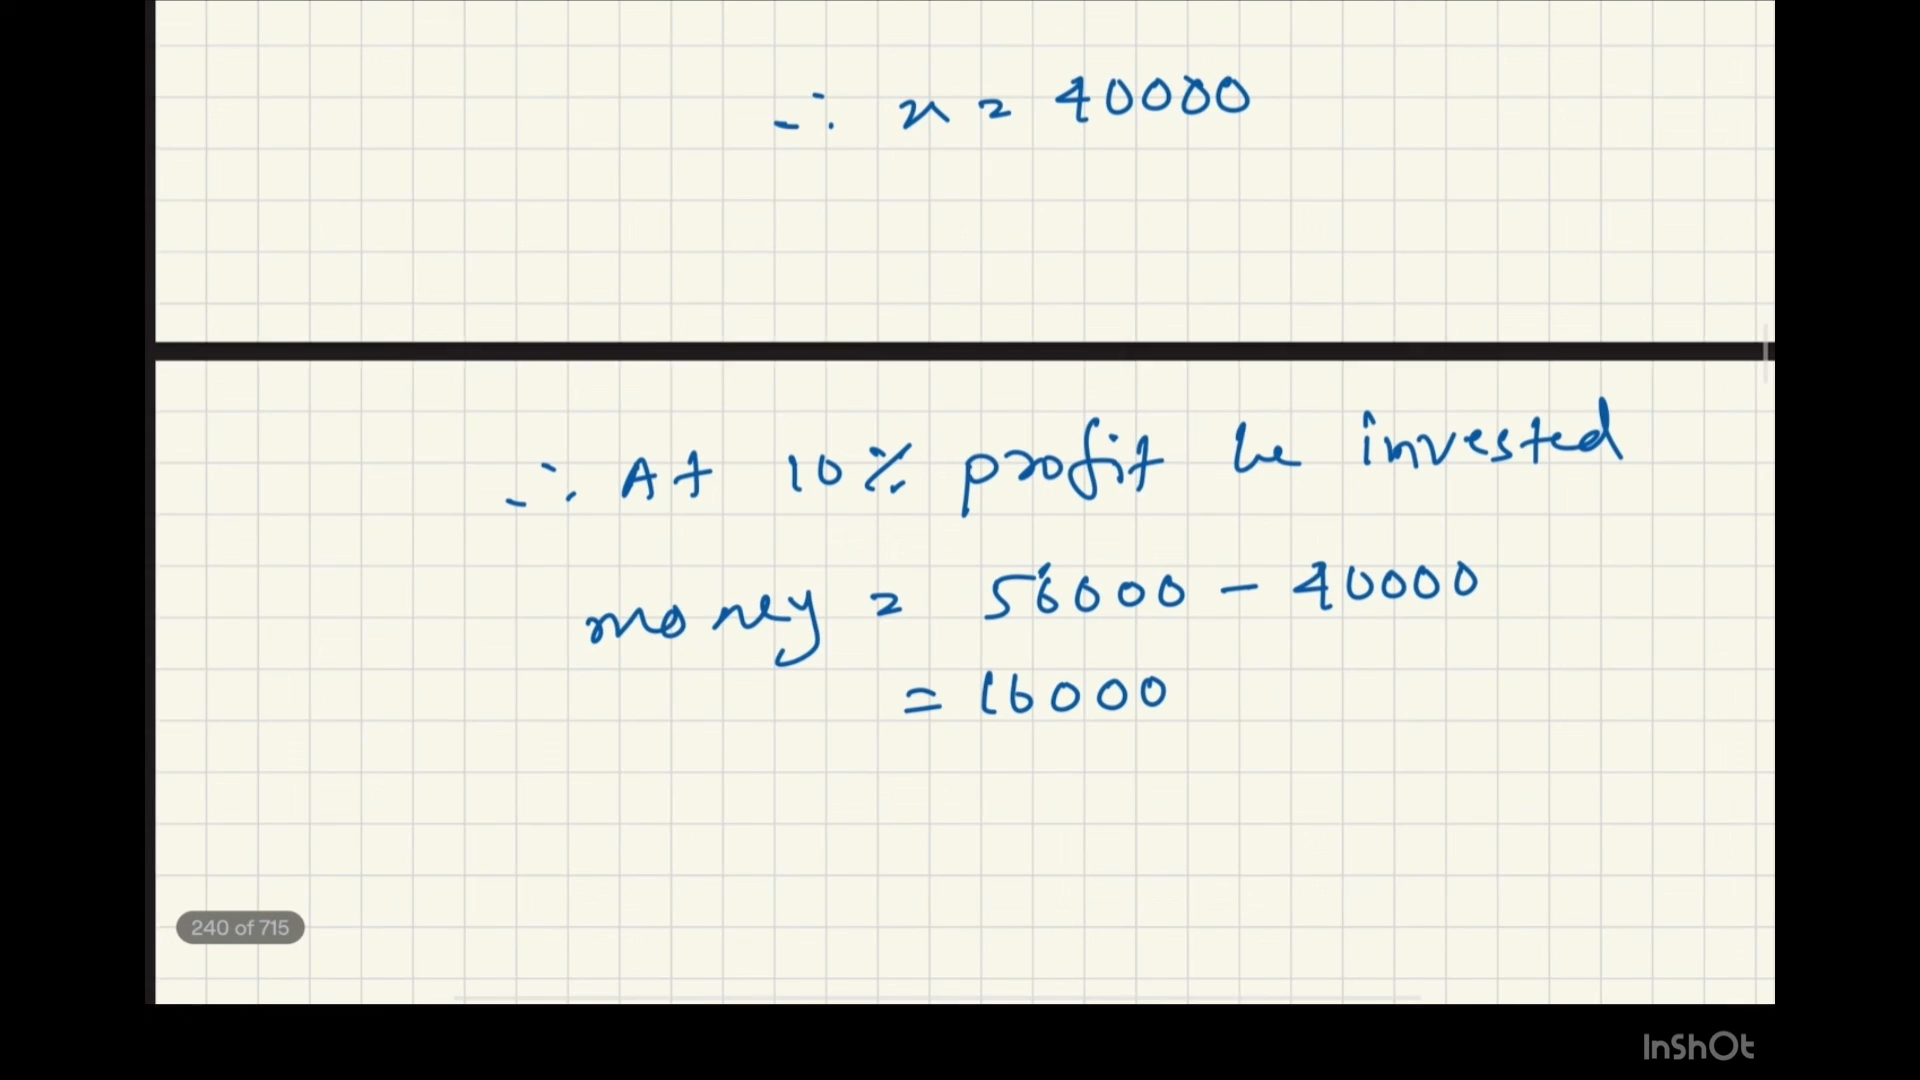 ∴ x = 40000
∴ At 10% profit he invested
money = 56000 - 40000
= 16000
240 of 715
InShOt